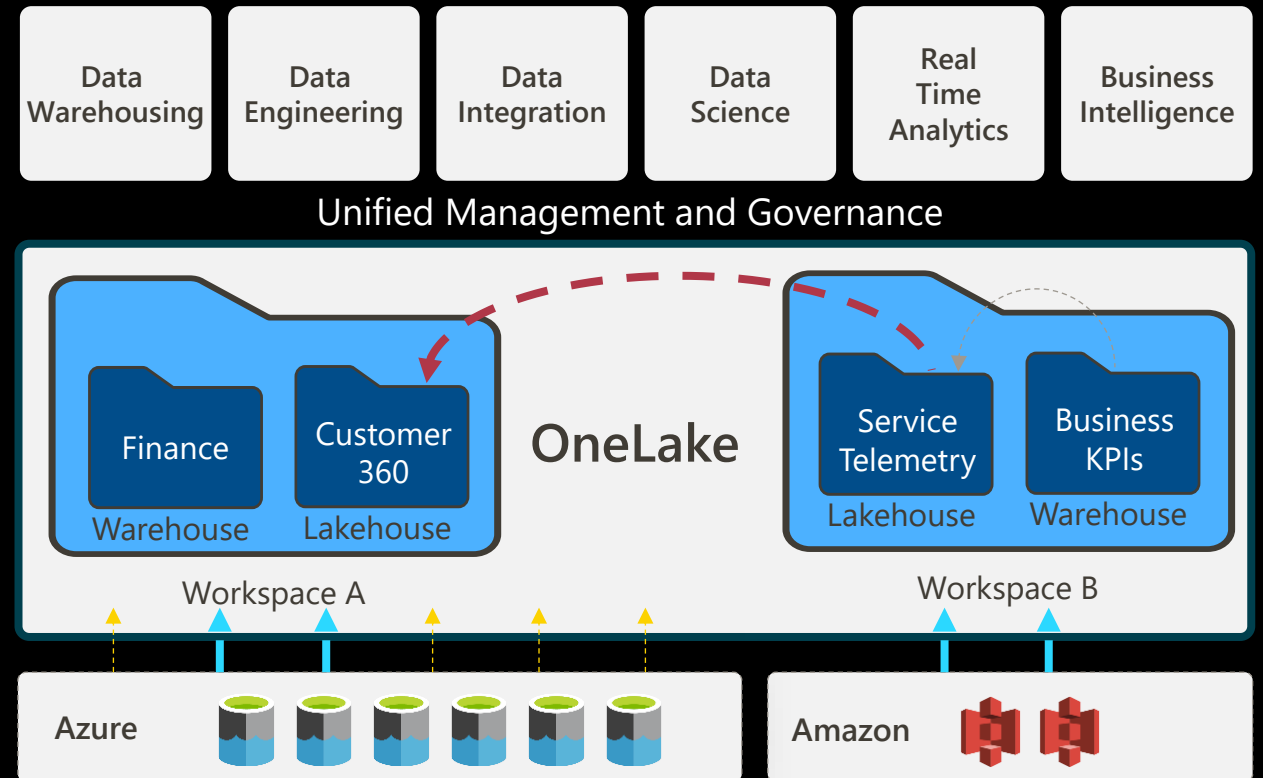 Data
Warehousing
Data
Engineering
Data
Integration
Data
Science
Real
Time
Analytics
Business
Intelligence
Unified Management and Governance
Finance
Warehouse
Customer
360
Lakehouse
Workspace A
OneLake
Service
Telemetry
Lakehouse
Business
KPIs
Warehouse
Workspace B
Azure
Amazon